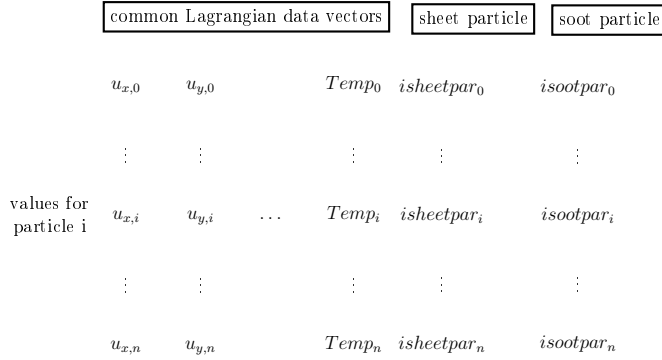 common Lagrangian data vectors sheet particle soot particle
u_{x,0} u_{y,0} Temp_0 isheetpar_0 isootpar_0
⋮ ⋮ ⋮ ⋮ ⋮
values for particle i u_{x,i} u_{y,i} … Temp_i isheetpar_i isootpar_i
⋮ ⋮ ⋮ ⋮ ⋮
u_{x,n} u_{y,n} Temp_n isheetpar_n isootpar_n